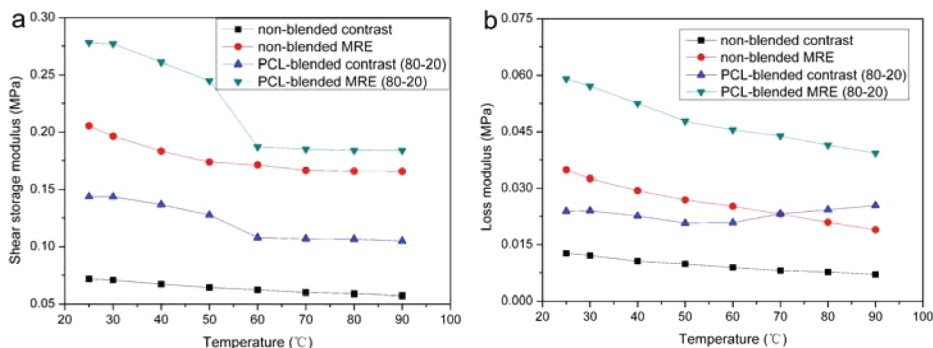 a
non-blended contrast
non-blended MRE
PCL-blended contrast (80-20)
PCL-blended MRE (80-20)
Shear storage modulus (MPa)
0.30
0.25
0.20
0.15
0.10
0.05
20 30 40 50 60 70 80 90 100
Temperature (℃)
b
non-blended contrast
non-blended MRE
PCL-blended contrast (80-20)
PCL-blended MRE (80-20)
Loss modulus (MPa)
0.075
0.060
0.045
0.030
0.015
0.000
20 30 40 50 60 70 80 90 100
Temperature (℃)